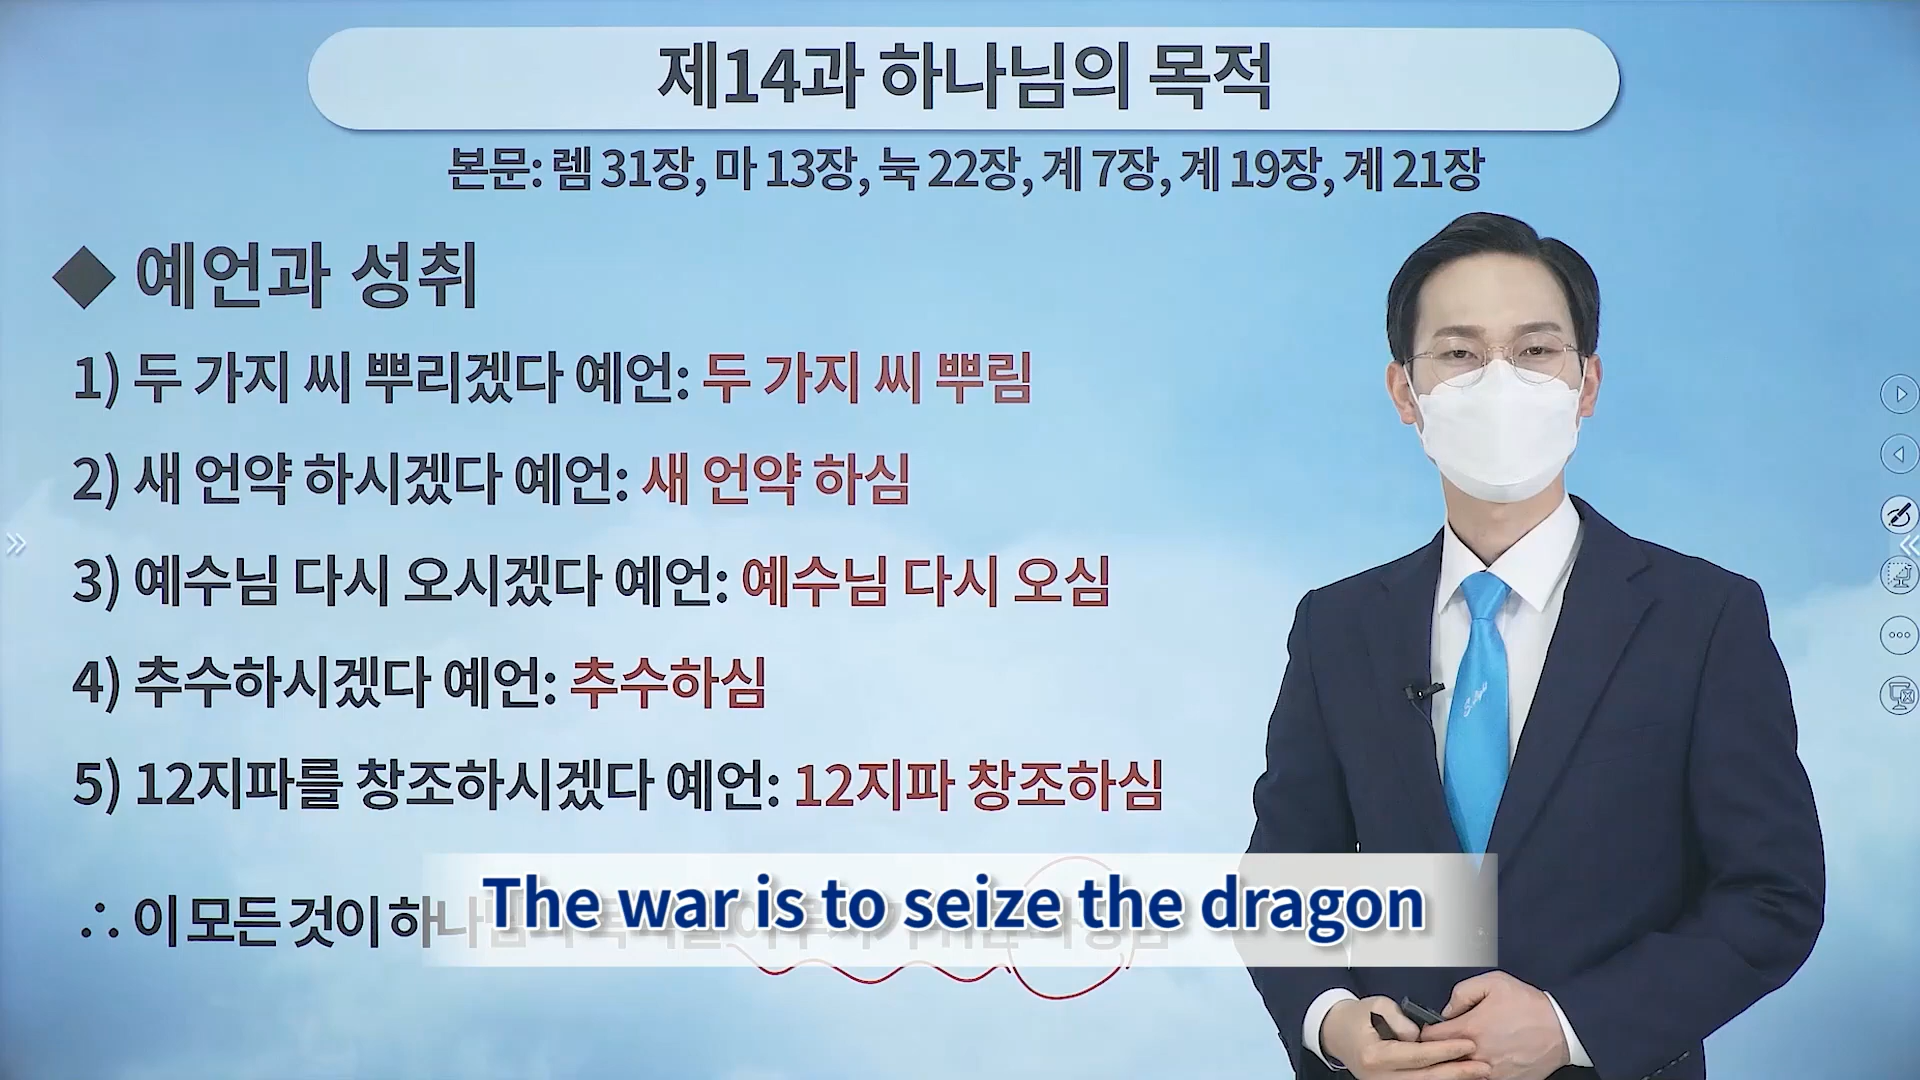 제14과 하나님의 목적
본문: 렘 31장, 마 13장, 눅 22장, 계 7장, 계 19장, 계 21장
◆ 예언과 성취
1) 두 가지 씨 뿌리겠다 예언: 두 가지 씨 뿌림
2) 새 언약 하시겠다 예언: 새 언약 하심
3) 예수님 다시 오시겠다 예언: 예수님 다시 오심
4) 추수하시겠다 예언: 추수하심
5) 12지파를 창조하시겠다 예언: 12지파 창조하심
∴ 이 모든 것이
The war is to seize the dragon